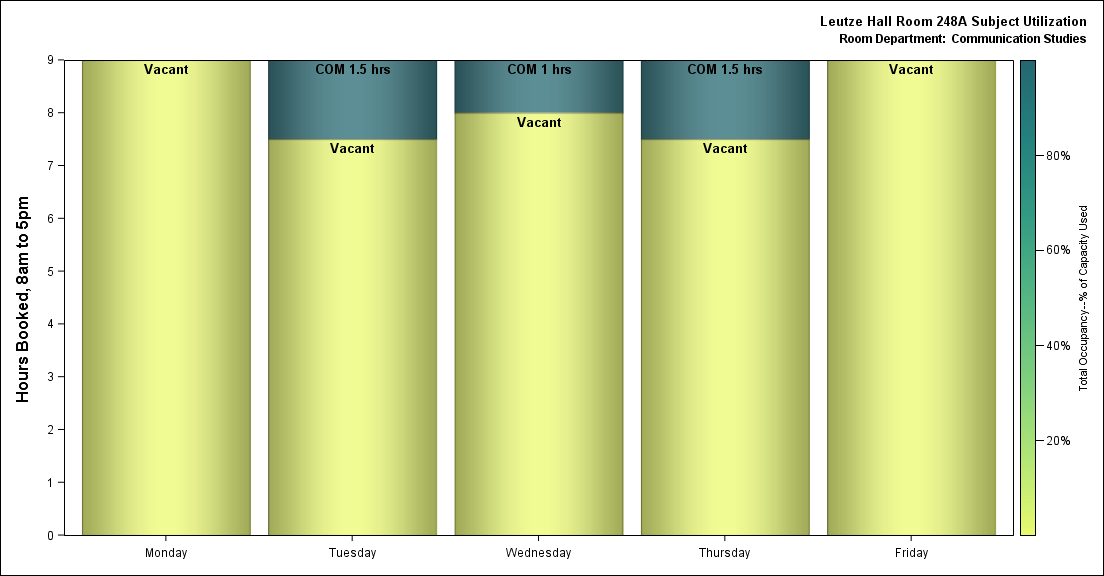 Leutze Hall Room 248A Subject Utilization
Room Department: Communication Studies
Hours Booked, 8am to 5pm
9
8
7
6
5
4
3
2
1
0
Vacant
COM 1.5 hrs
Vacant
COM 1 hrs
Vacant
COM 1.5 hrs
Vacant
Vacant
Monday
Tuesday
Wednesday
Thursday
Friday
80%
60%
40%
20%
Total Occupancy--% of Capacity Used